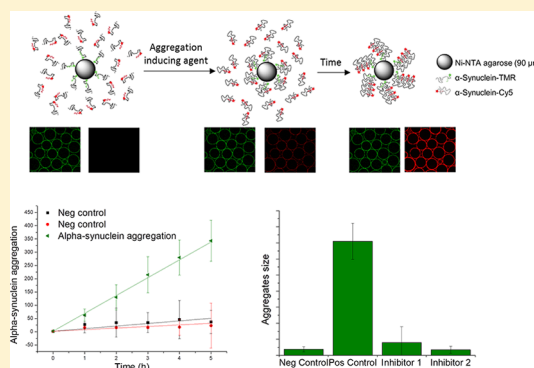 Aggregation
inducing agent
Time
Ni-NTA agarose (90 μ
α-Synuclein-TMR
α-Synuclein-Cy5
Alpha-synuclein aggregation
450
400
350
300
250
200
150
100
50
0
-50
Neg control
Neg control
Alpha-synuclein aggregation
0 1 2 3 4 5
Time (h)
Aggregates size
Neg Control Pos Control Inhibitor 1 Inhibitor 2